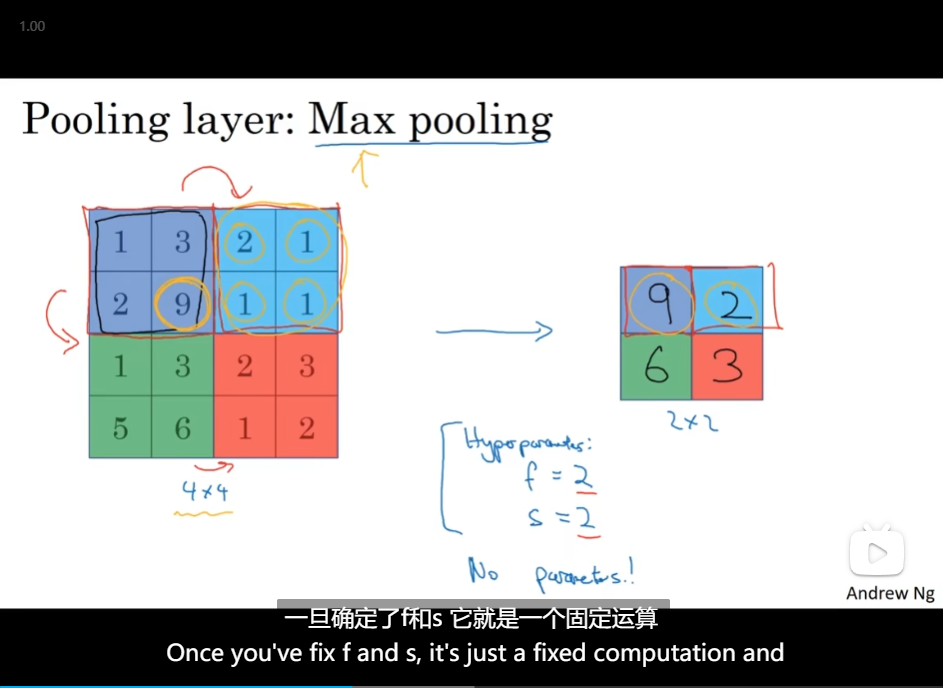 1.00
Pooling layer: Max pooling
1 3 2 1
2 9 1 1
1 3 2 3
5 6 1 2
4×4
9 2
6 3
2×2
Hyperparameters:
f = 2
s = 2
No parameters!
Andrew Ng
一旦确定了f和s 它就是一个固定运算
Once you've fix f and s, it's just a fixed computation and